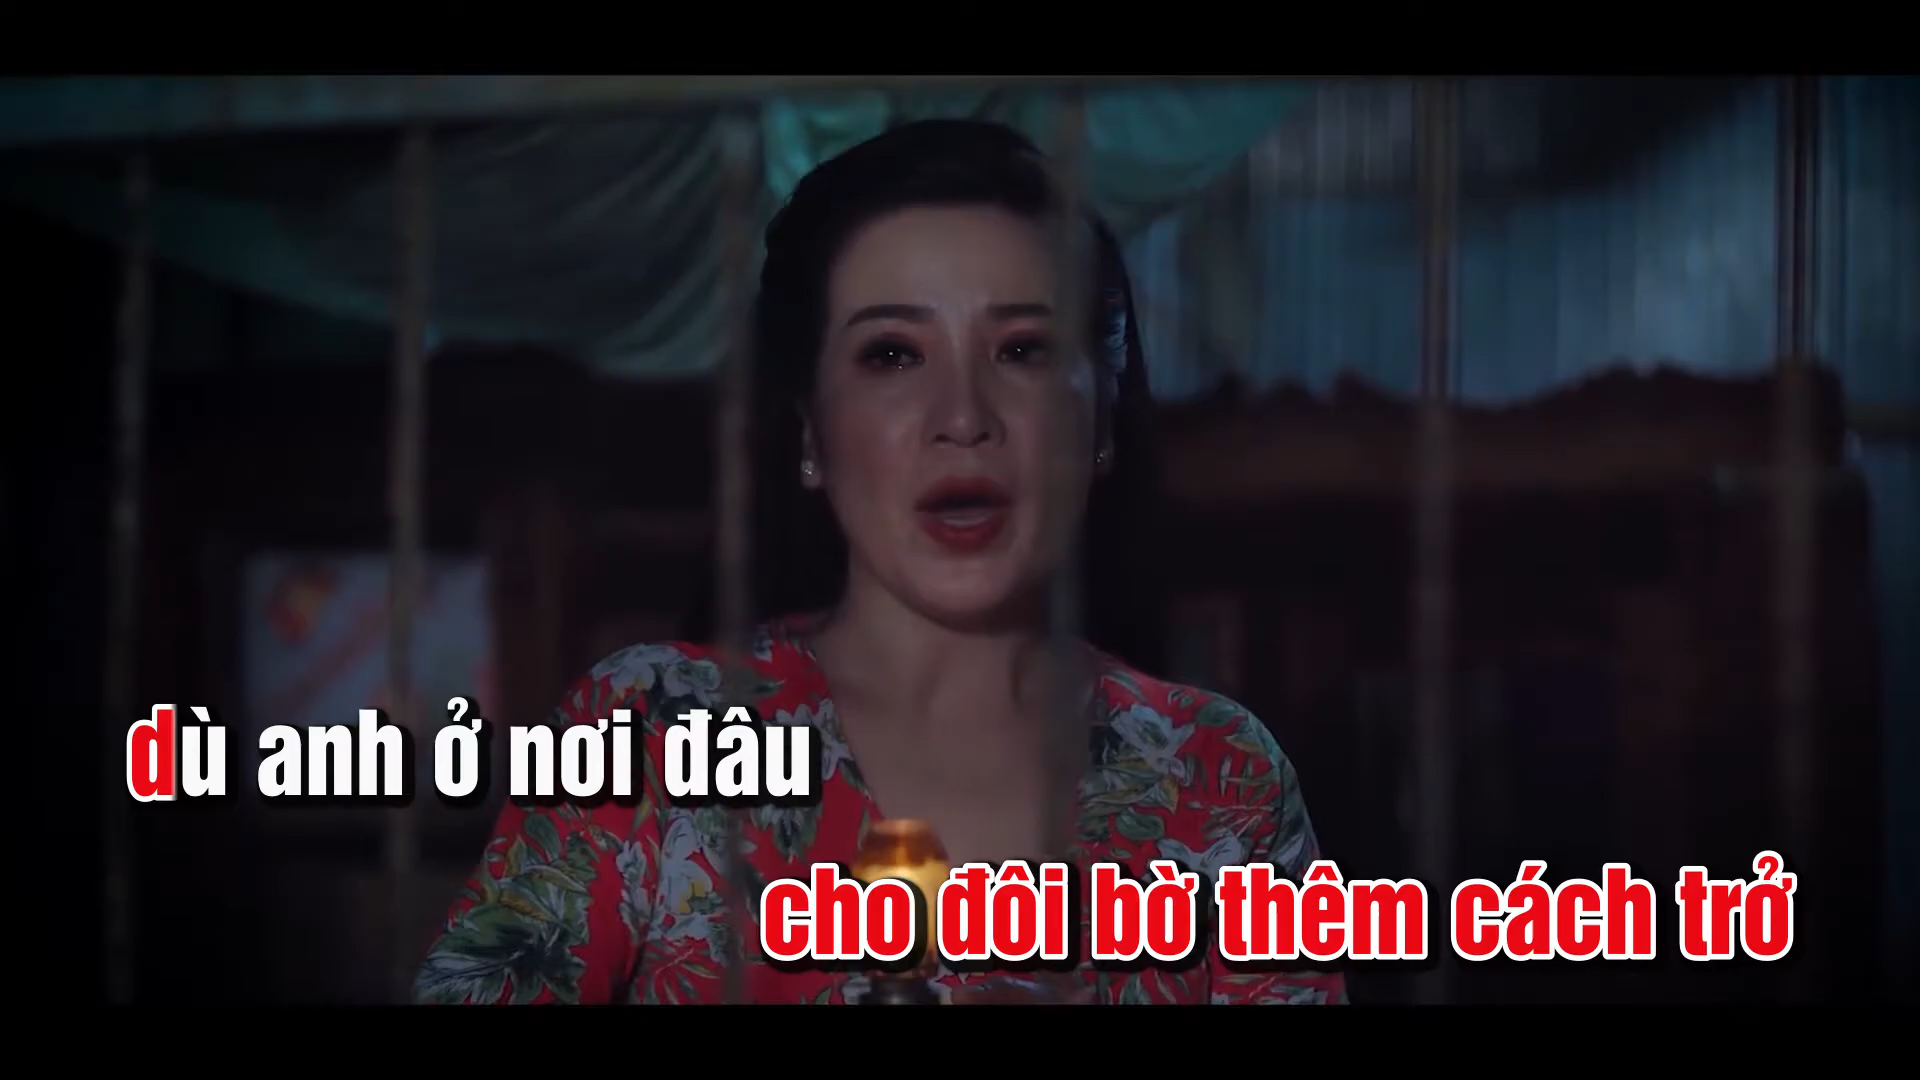 dù anh ở nơi đâu
cho đôi bờ thêm cách trở